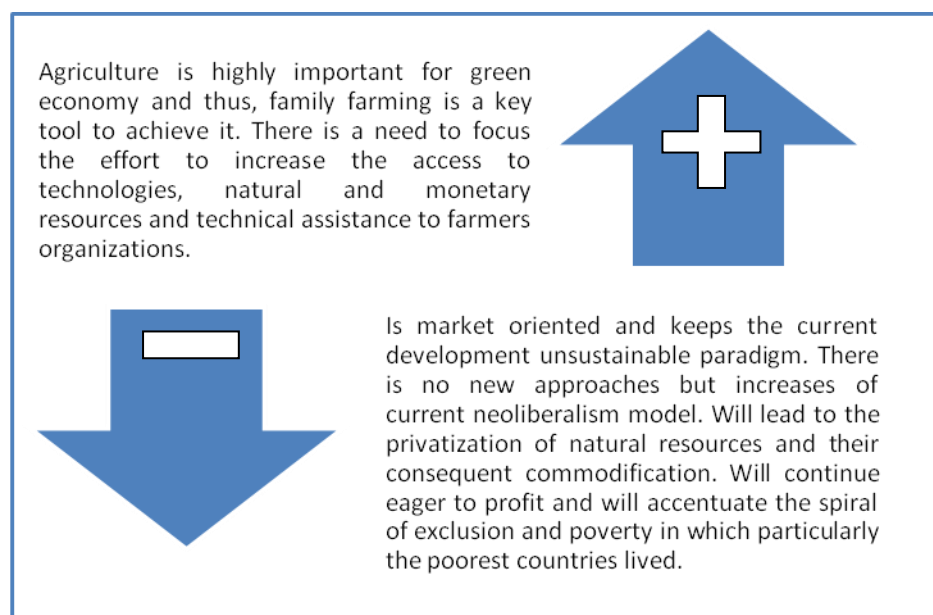 Agriculture is highly important for green
economy and thus, family farming is a key
tool to achieve it. There is a need to focus
the effort to increase the access to
technologies, natural and monetary
resources and technical assistance to farmers
organizations.
Is market oriented and keeps the current
development unsustainable paradigm. There
is no new approaches but increases of
current neoliberalism model. Will lead to the
privatization of natural resources and their
consequent commodification. Will continue
eager to profit and will accentuate the spiral
of exclusion and poverty in which particularly
the poorest countries lived.